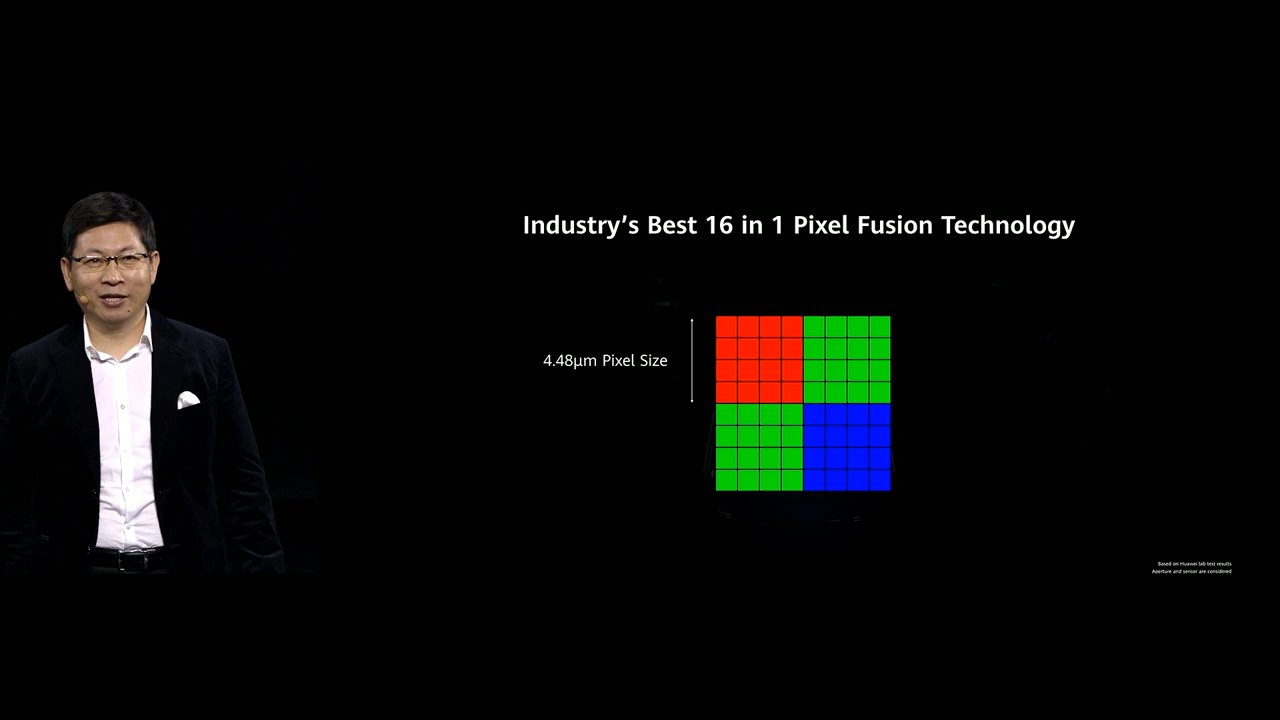 Industry's Best 16 in 1 Pixel Fusion Technology
4.48μm Pixel Size
Based on Huawei lab test results
Aperture and sensor are considered